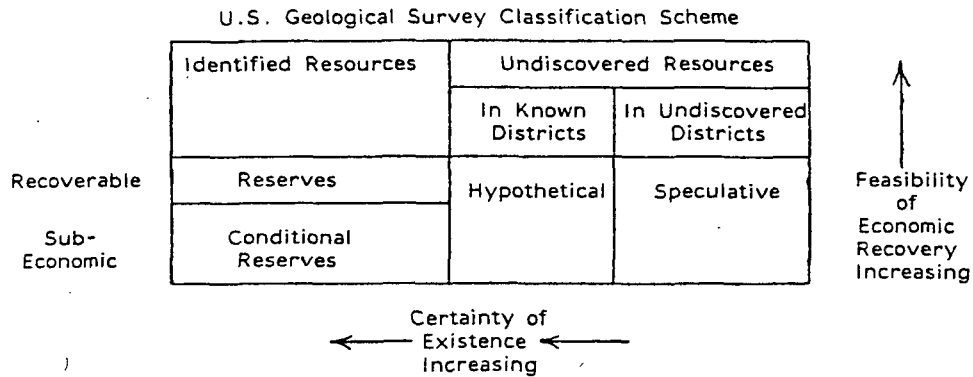 U.S. Geological Survey Classification Scheme
Identified Resources
Undiscovered Resources
In Known
Districts
In Undiscovered
Districts
Recoverable
Reserves
Hypothetical
Speculative
Sub-
Economic
Conditional
Reserves
Feasibility
of
Economic
Recovery
Increasing
Certainty of
Existence
Increasing